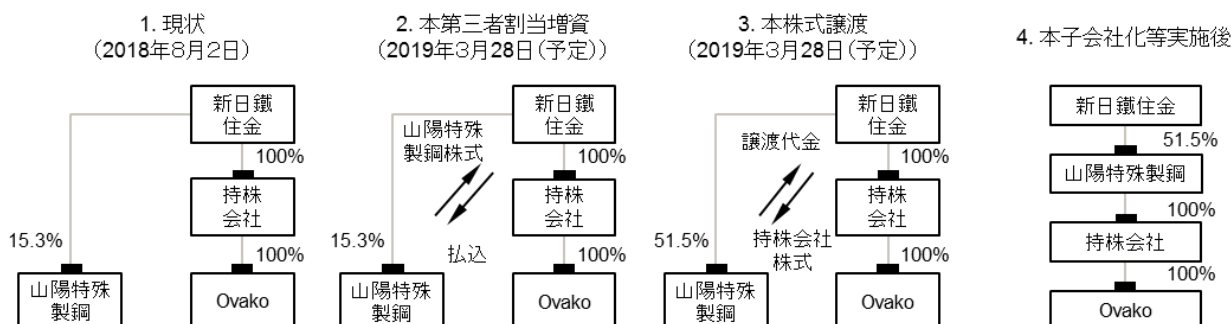 1. 現状
（2018年8月2日）
新日鐵
住金
100%
持株
会社
15.3%
100%
山陽特殊
製鋼
Ovako
2. 本第三者割当増資
（2019年3月28日（予定））
新日鐵
住金
山陽特殊
製鋼株式
100%
持株
会社
15.3%
払込
100%
山陽特殊
製鋼
Ovako
3. 本株式譲渡
（2019年3月28日（予定））
新日鐵
住金
譲渡代金
100%
持株
会社
51.5%
持株会社
株式
100%
山陽特殊
製鋼
Ovako
4. 本子会社化等実施後
新日鐵住金
51.5%
山陽特殊製鋼
100%
持株会社
100%
Ovako